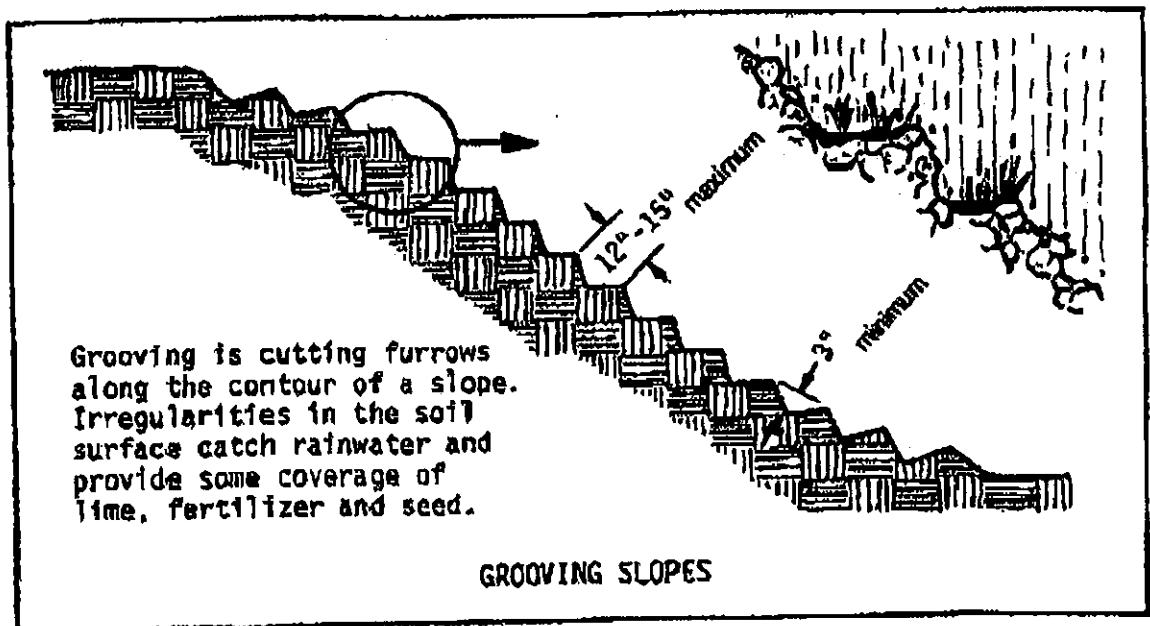 12"-15"
maximum
3"
minimum
Grooving is cutting furrows
along the contour of a slope.
Irregularities in the soil
surface catch rainwater and
provide some coverage of
lime, fertilizer and seed.
GROOVING SLOPES